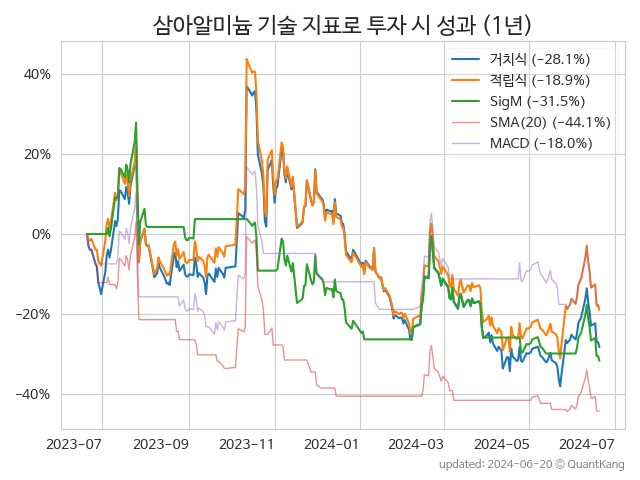 삼아알미늄 기술 지표로 투자 시 성과 (1년)
거치식 (−28.1%)
적립식 (−18.9%)
SigM (−31.5%)
SMA(20) (−44.1%)
MACD (−18.0%)
40%
20%
0%
−20%
−40%
2023-07 2023-09 2023-11 2024-01 2024-03 2024-05 2024-07
updated: 2024-06-20 © QuantKang